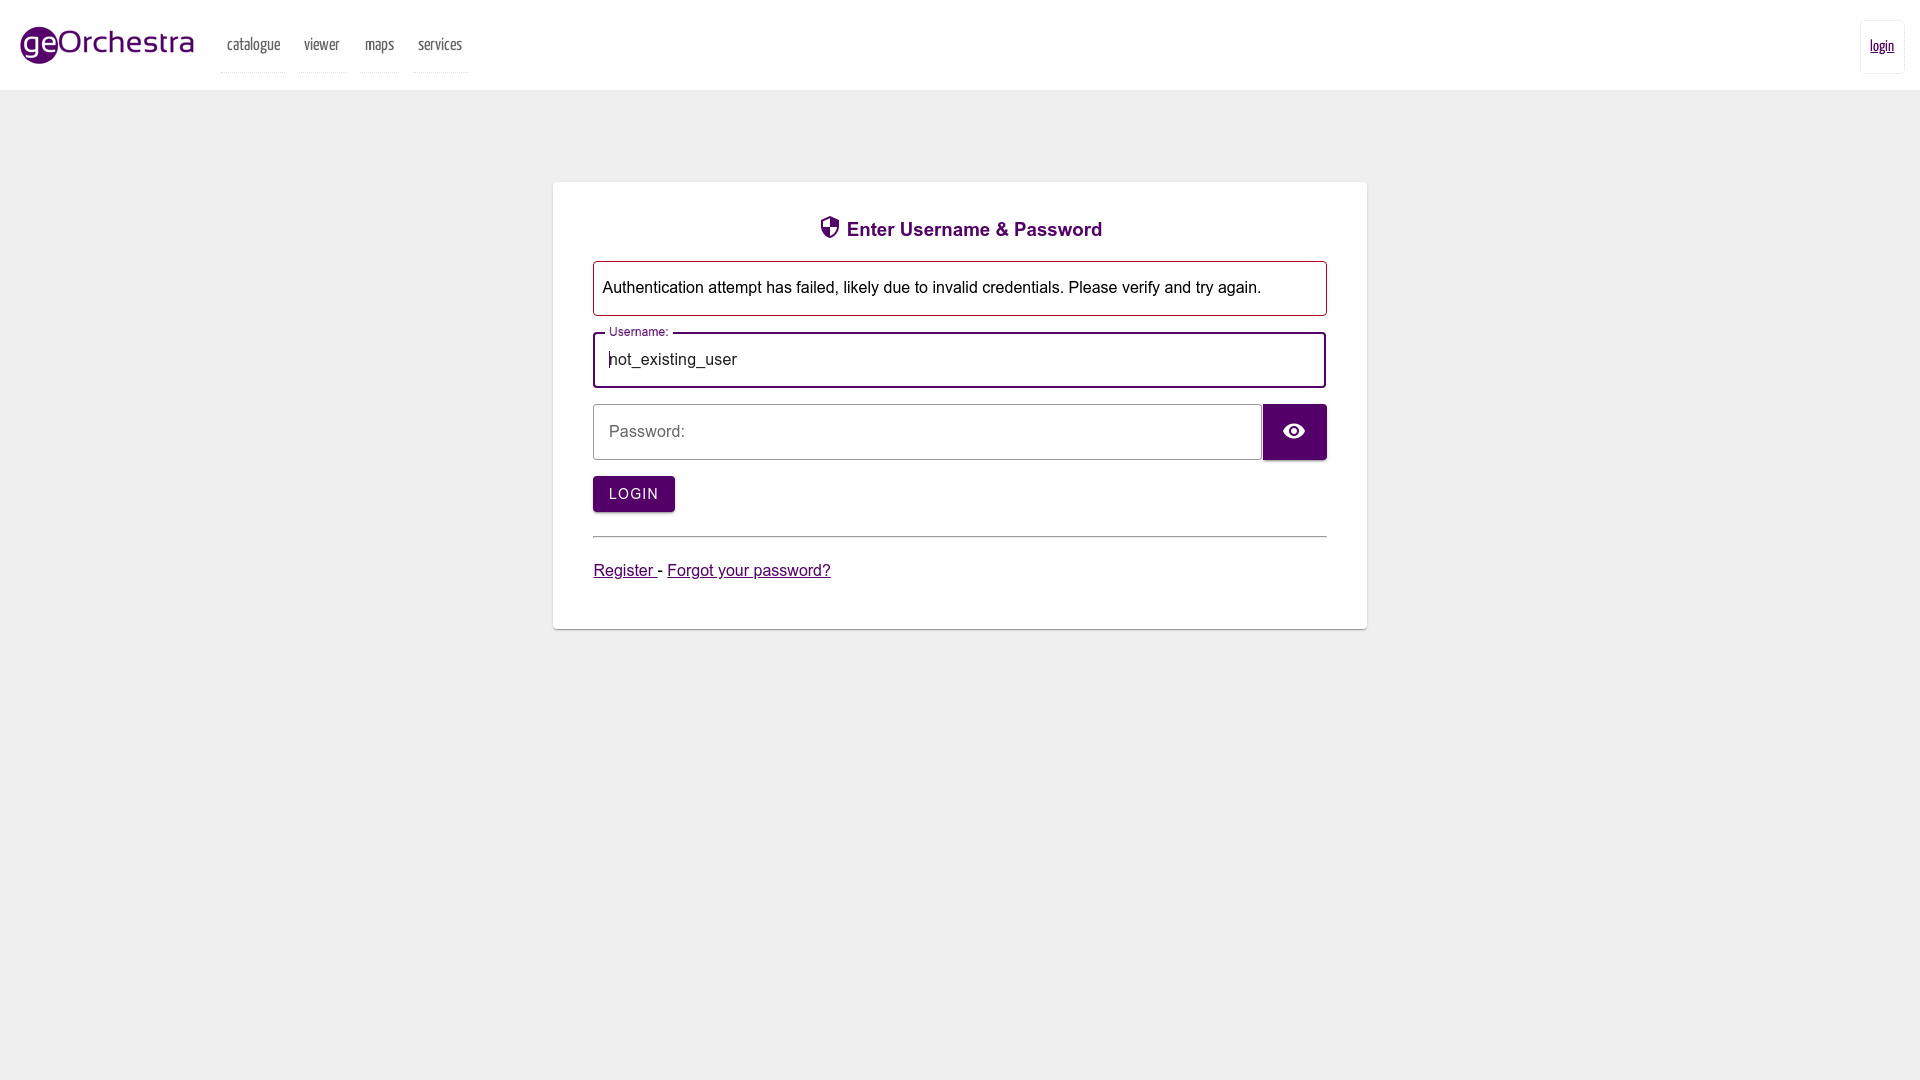 geOrchestra
catalogue viewer maps services
login
Enter Username & Password
Authentication attempt has failed, likely due to invalid credentials. Please verify and try again.
Username:
not_existing_user
Password:
LOGIN
Register - Forgot your password?